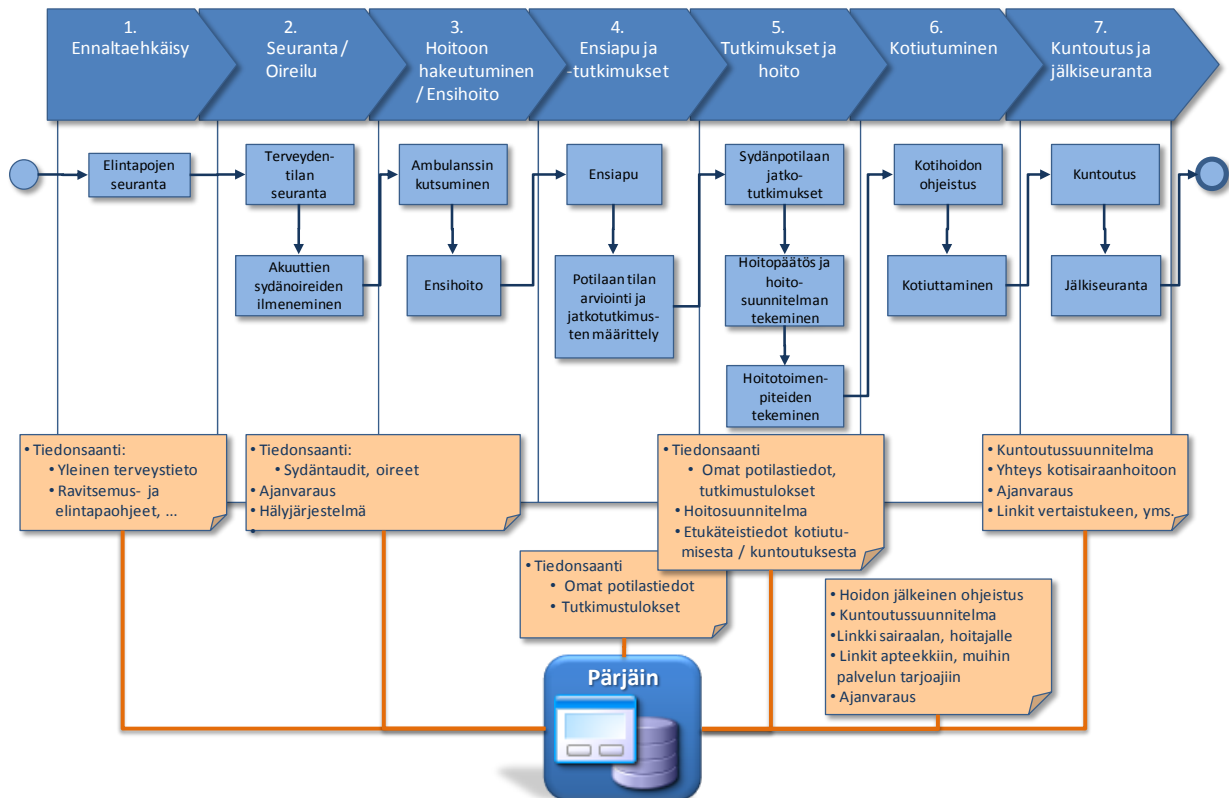 1.
Ennaltaehkäisy
2.
Seuranta /
Oireilu
3.
Hoitoon
hakeutuminen
/ Ensihoito
4.
Ensiapu ja
-tutkimukset
5.
Tutkimukset ja
hoito
6.
Kotiutuminen
7.
Kuntoutus ja
jälkiseuranta
Elintapojen
seuranta
Terveyden-
tilan
seuranta
Akuuttien
sydänoireiden
ilmeneminen
Ambulanssin
kutsuminen
Ensihoito
Ensiapu
Potilaan tilan
arviointi ja
jatkotutkimus-
ten määrittely
Sydänpotilaan
jatko-
tutkimukset
Hoitopäätös ja
hoito-
suunnitelman
tekeminen
Hoitotoimen-
piteiden
tekeminen
Kotihoidon
ohjeistus
Kotiuttaminen
Kuntoutus
Jälkiseuranta
• Tiedonsaanti:
• Yleinen terveystieto
• Ravitsemus- ja
elintapaohjeet, ...
• Tiedonsaanti:
• Sydäntaudit, oireet
• Ajanvaraus
• Hälyjärjestelmä
•
• Tiedonsaanti
• Omat potilastiedot
• Tutkimustulokset
• Tiedonsaanti
• Omat potilastiedot,
tutkimustulokset
• Hoitosuunnitelma
• Etukäteistiedot kotiutu-
misesta / kuntoutuksesta
• Hoidon jälkeinen ohjeistus
• Kuntoutussuunnitelma
• Linkki sairaalan, hoitajalle
• Linkit apteekkiin, muihin
palvelun tarjoajiin
• Ajanvaraus
• Kuntoutussuunnitelma
• Yhteys kotisairaanhoitoon
• Ajanvaraus
• Linkit vertaistukeen, yms.
Pärjäin